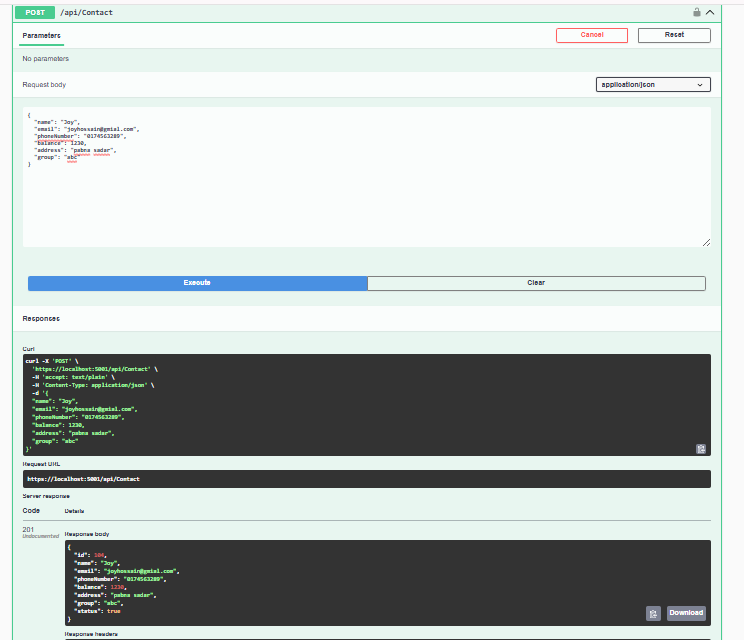 POST /api/Contact
Parameters
Cancel
Reset
No parameters
Request body
application/json
{
"name": "Joy",
"email": "joyhossain@gmial.com",
"phoneNumber": "0174563289",
"balance": 1230,
"address": "pabna sadar",
"group": "abc"
}
Execute
Clear
Responses
Curl
curl -X 'POST' \
'https://localhost:5001/api/Contact' \
-H 'accept: text/plain' \
-H 'Content-Type: application/json' \
-d '{
"name": "Joy",
"email": "joyhossain@gmial.com",
"phoneNumber": "0174563289",
"balance": 1230,
"address": "pabna sadar",
"group": "abc"
}'
Request URL
https://localhost:5001/api/Contact
Server response
Code Details
201
Undocumented
Response body
{
"id": 104,
"name": "Joy",
"email": "joyhossain@gmial.com",
"phoneNumber": "0174563289",
"balance": 1230,
"address": "pabna sadar",
"group": "abc",
"status": true
}
Download
Response headers